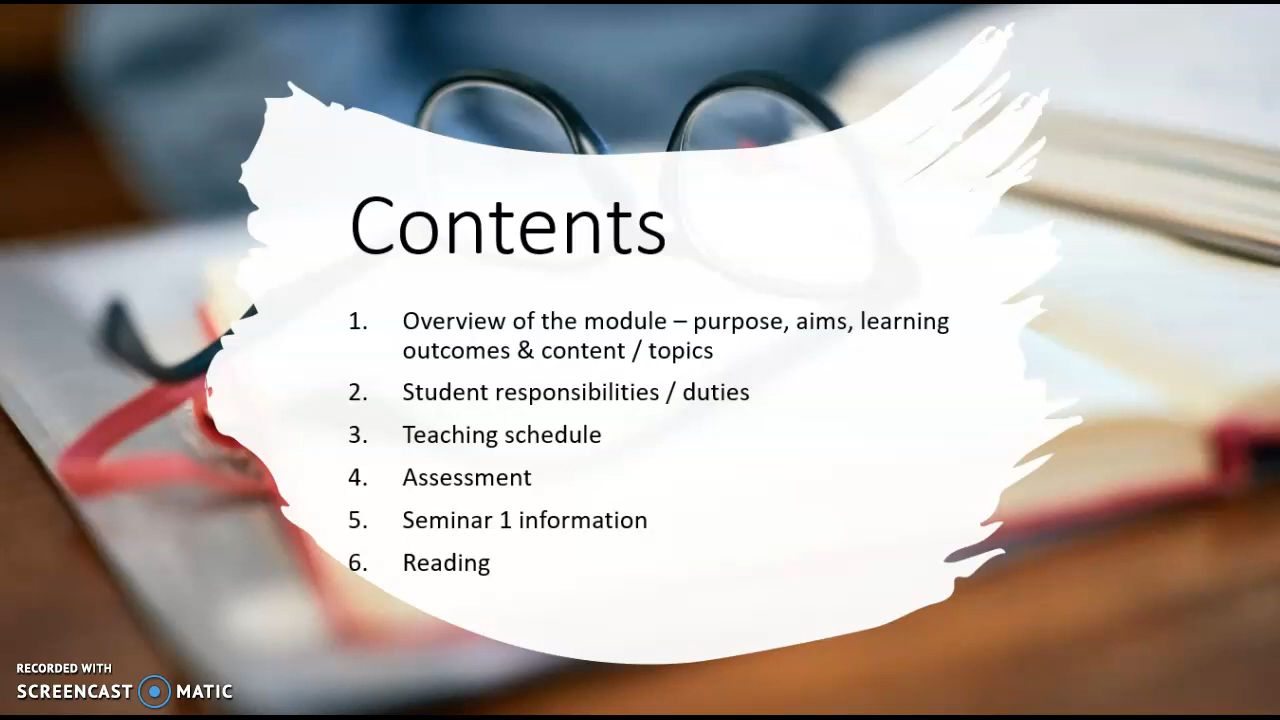 Contents
1. Overview of the module – purpose, aims, learning
outcomes & content / topics
2. Student responsibilities / duties
3. Teaching schedule
4. Assessment
5. Seminar 1 information
6. Reading
RECORDED WITH
SCREENCAST MATIC